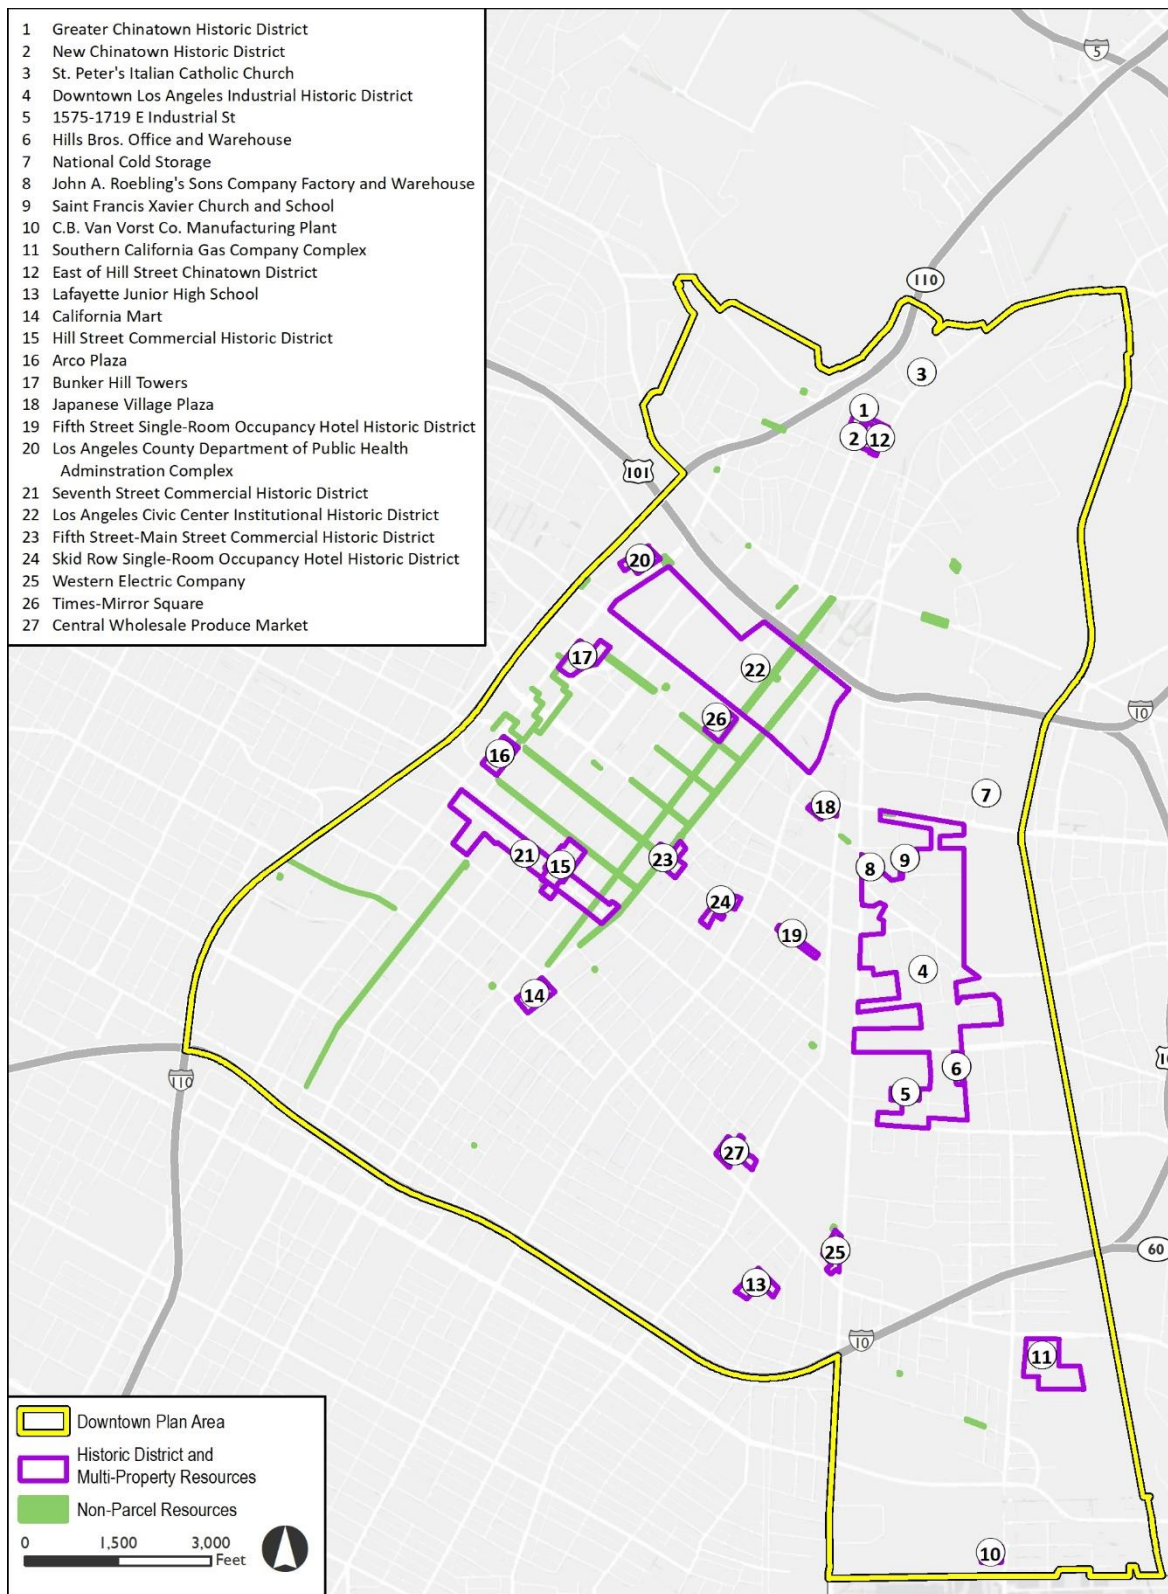 1 Greater Chinatown Historic District
2 New Chinatown Historic District
3 St. Peter's Italian Catholic Church
4 Downtown Los Angeles Industrial Historic District
5 1575-1719 E Industrial St
6 Hills Bros. Office and Warehouse
7 National Cold Storage
8 John A. Roebling's Sons Company Factory and Warehouse
9 Saint Francis Xavier Church and School
10 C.B. Van Vorst Co. Manufacturing Plant
11 Southern California Gas Company Complex
12 East of Hill Street Chinatown District
13 Lafayette Junior High School
14 California Mart
15 Hill Street Commercial Historic District
16 Arco Plaza
17 Bunker Hill Towers
18 Japanese Village Plaza
19 Fifth Street Single-Room Occupancy Hotel Historic District
20 Los Angeles County Department of Public Health
Adminstration Complex
21 Seventh Street Commercial Historic District
22 Los Angeles Civic Center Institutional Historic District
23 Fifth Street-Main Street Commercial Historic District
24 Skid Row Single-Room Occupancy Hotel Historic District
25 Western Electric Company
26 Times-Mirror Square
27 Central Wholesale Produce Market
5
110
3
1
2
12
101
20
17
22
26
10
16
7
18
21
15
23
8
9
24
19
4
14
110
6
5
27
25
60
13
10
11
10
Downtown Plan Area
Historic District and
Multi-Property Resources
Non-Parcel Resources
0 1,500 3,000
Feet